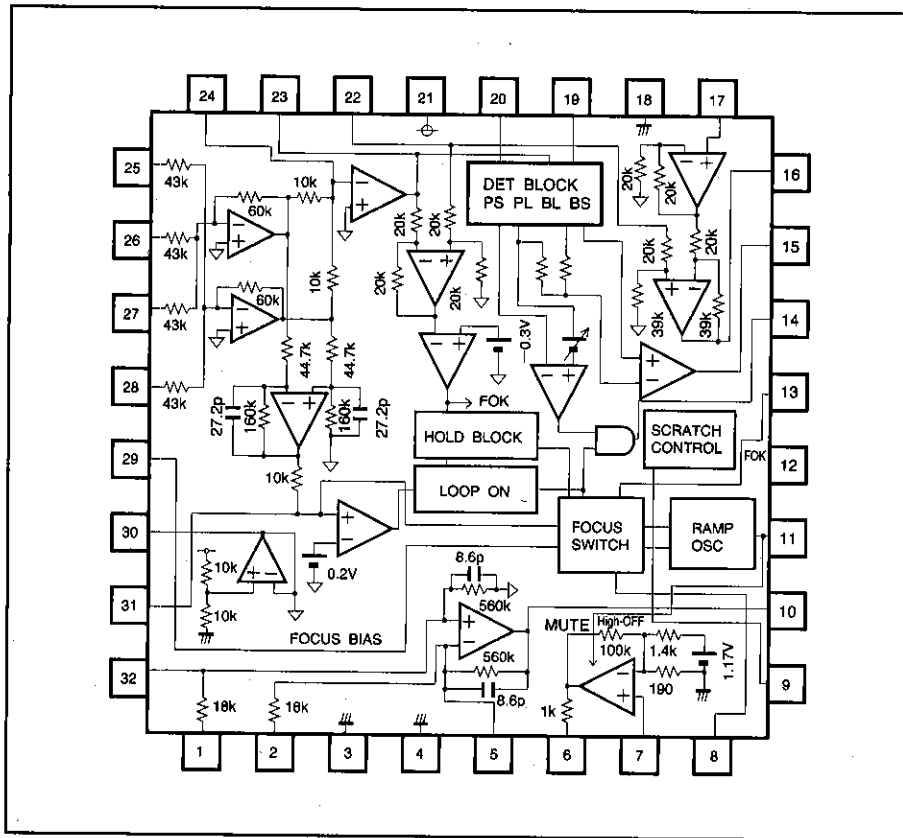 24 23 22 21 20 19 18 17
25
43k
26
43k
27
43k
28
43k
29
30
31
32
16
15
14
13
12
11
10
9
1 2 3 4 5 6 7 8
60k
10k
60k
10k
44.7k
44.7k
27.2p
160k
160k
27.2p
10k
20k
20k
20k
20k
0.3V
DET BLOCK
PS PL BL BS
20k
20k
20k
20k
39k
39k
FOK
HOLD BLOCK
LOOP ON
SCRATCH
CONTROL
FOK
FOCUS
SWITCH
RAMP
OSC
0.2V
10k
10k
FOCUS BIAS
8.6p
560k
560k
8.6p
18k
18k
MUTE
High-OFF
100k
1.4k
1.17V
190
1k